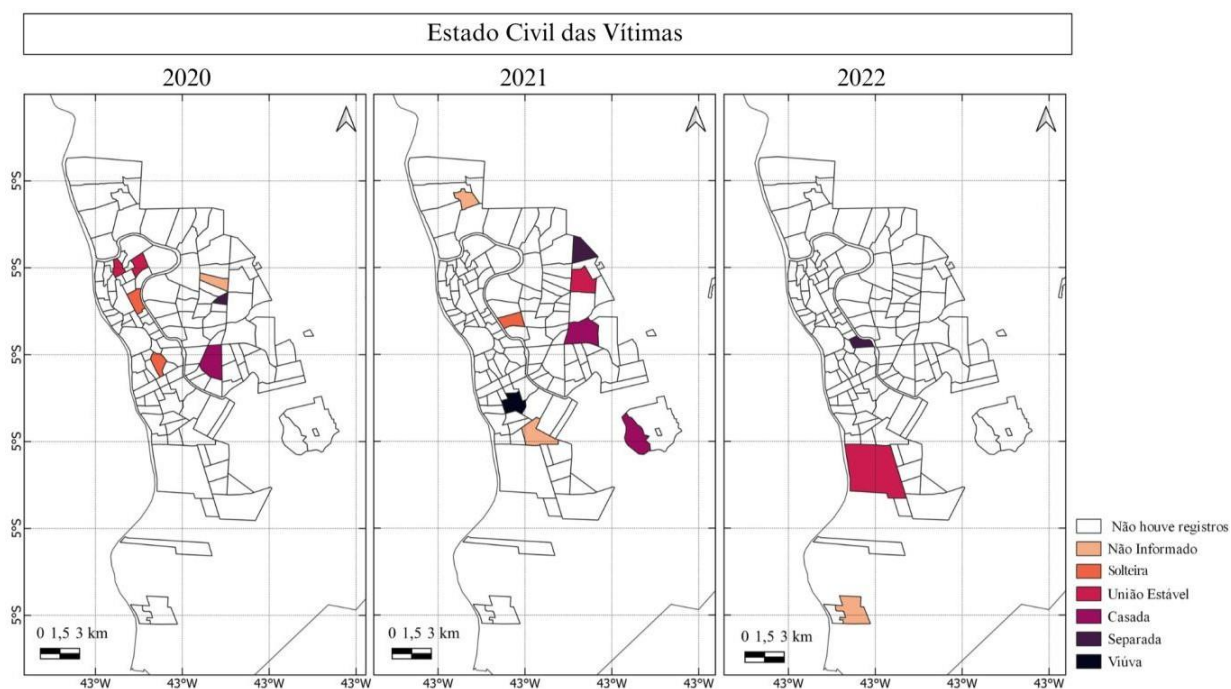 Estado Civil das Vítimas
2020
2021
2022
5°S
5°S
5°S
5°S
5°S
5°S
0 1,5 3 km
0 1,5 3 km
0 1,5 3 km
43°W
43°W
43°W
43°W
43°W
43°W
43°W
43°W
43°W
43°W
43°W
43°W
Não houve registros
Não Informado
Solteira
União Estável
Casada
Separada
Viúva